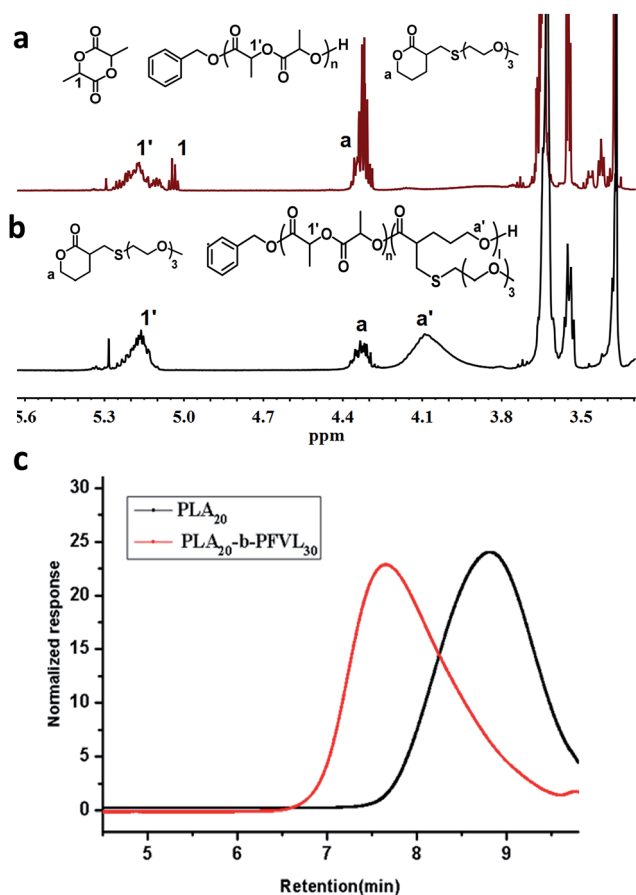 a
O
O
O
O
1
O
O
1'
O
O
O
H
n
O
O
a
S
O
3
1'
1
a
b
O
O
a
S
O
3
O
O
1'
O
O
O
n
O
a'
O
H
l
S
O
3
1'
a
a'
5.6 5.3 5.0 4.7 4.4 4.1 3.8 3.5
ppm
c
PLA20
PLA20-b-PFVL30
Normalized response
30
25
20
15
10
5
0
5 6 7 8 9
Retention(min)